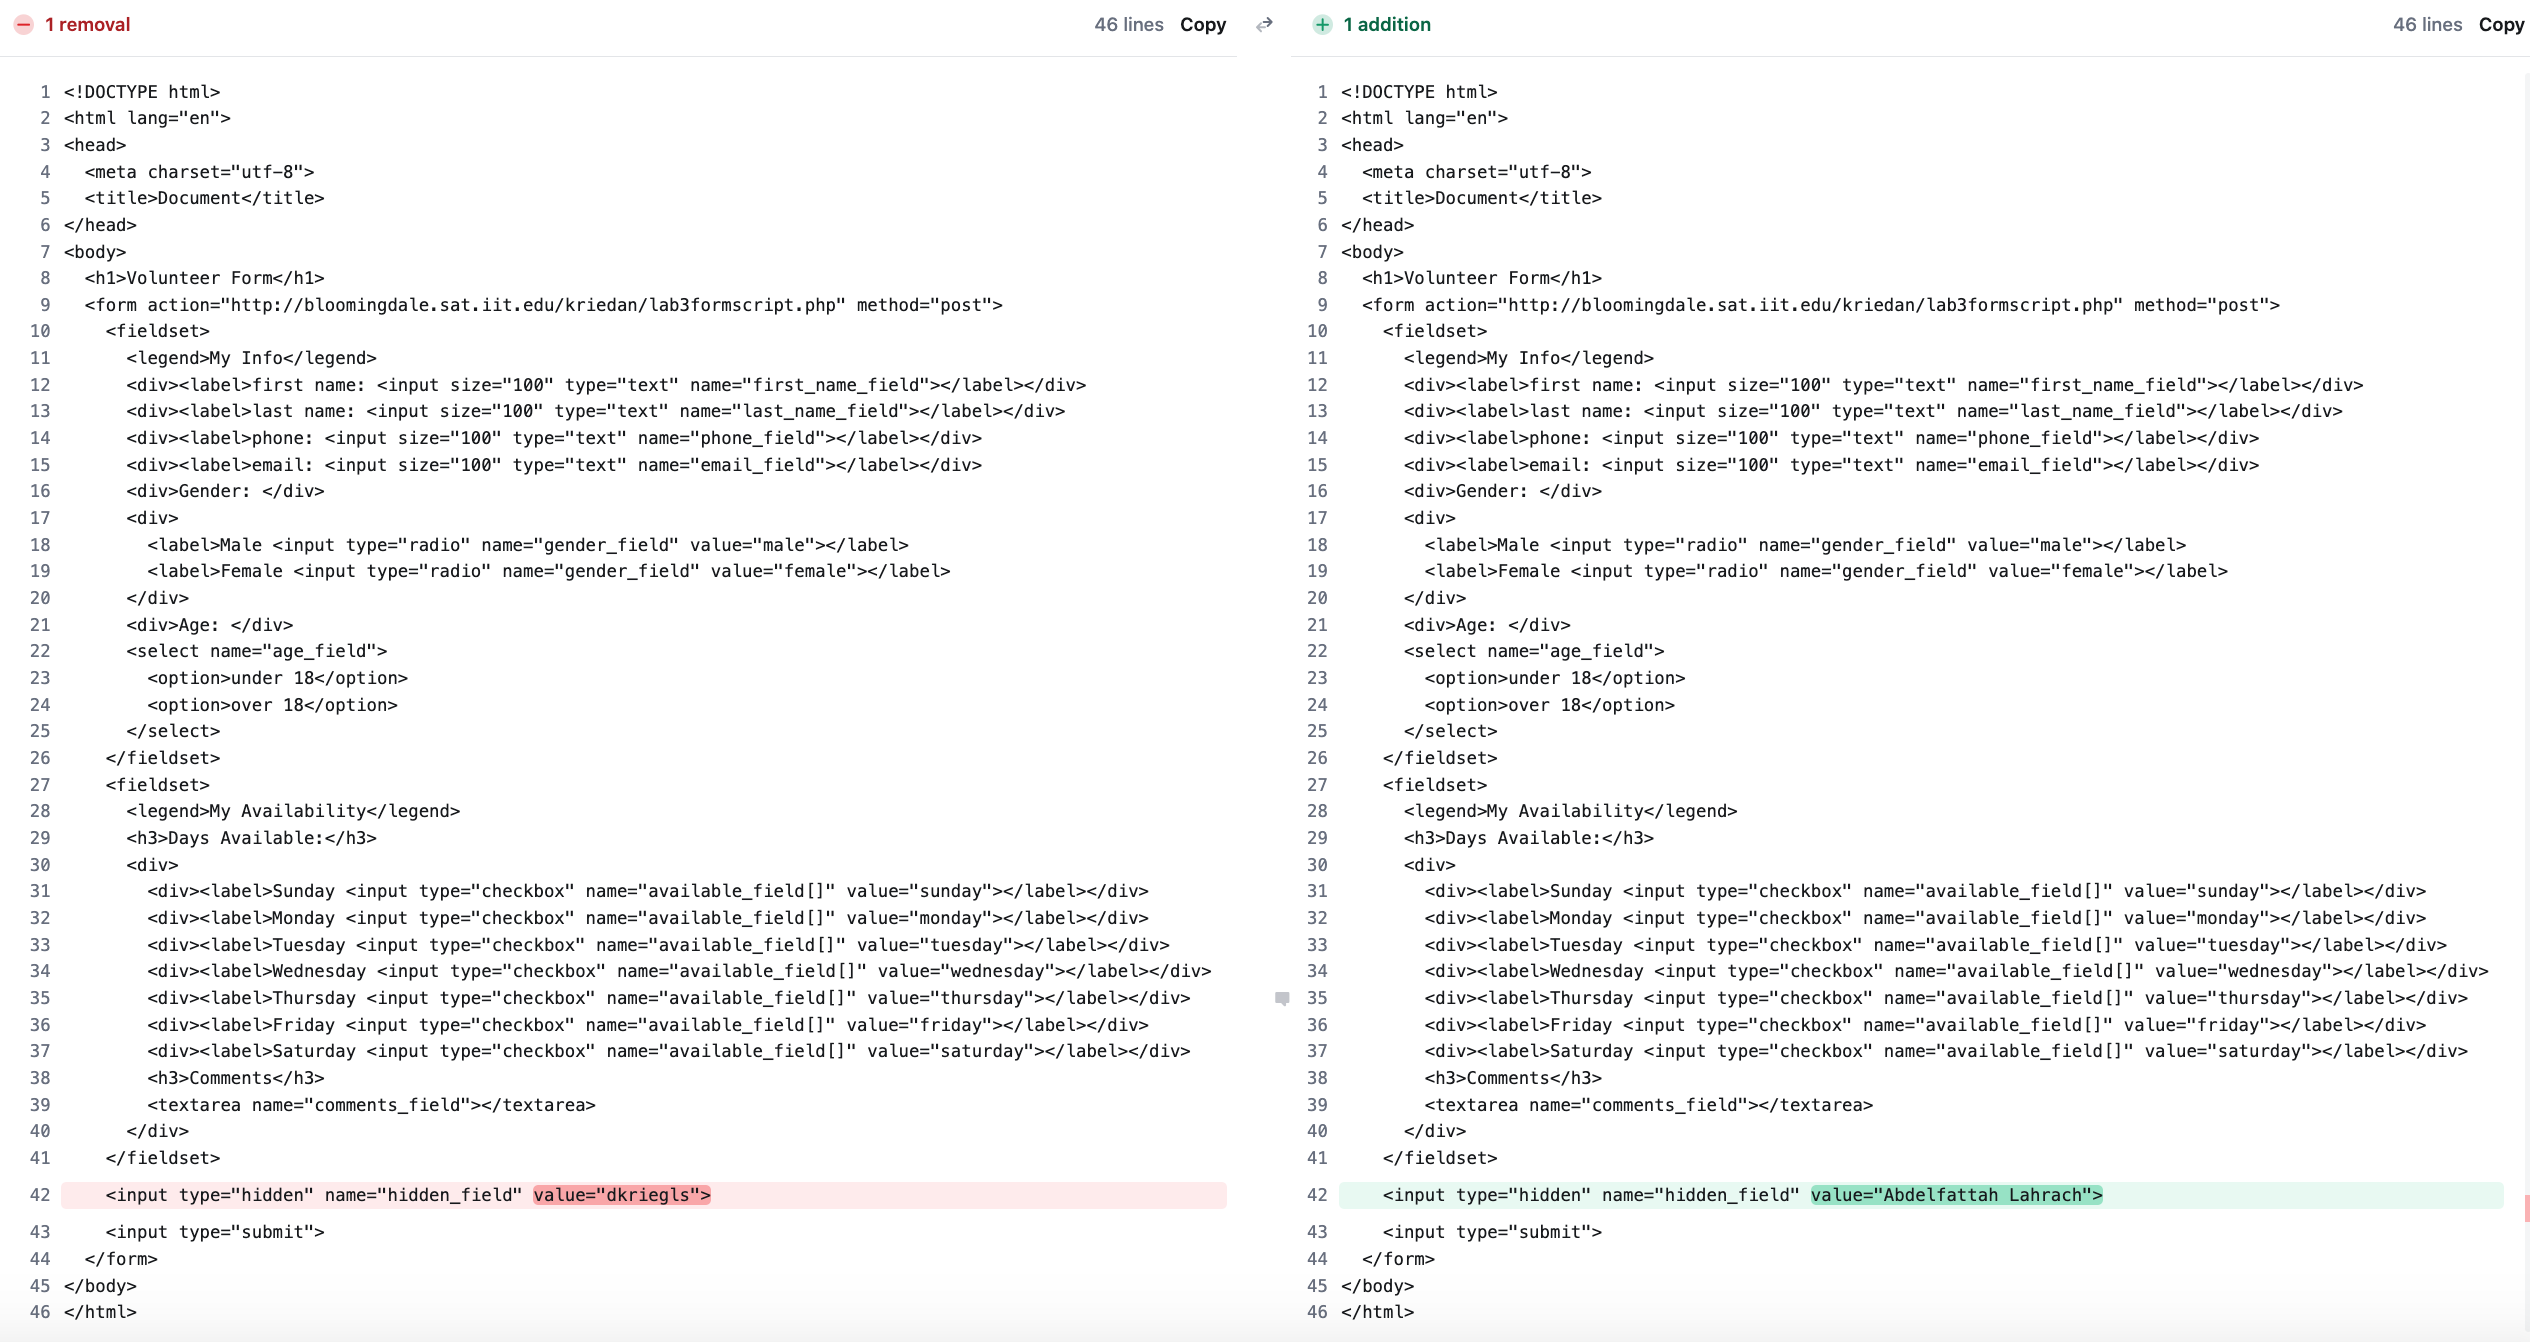 1 removal
46 lines Copy
1 <!DOCTYPE html>
2 <html lang="en">
3 <head>
4   <meta charset="utf-8">
5   <title>Document</title>
6 </head>
7 <body>
8   <h1>Volunteer Form</h1>
9   <form action="http://bloomingdale.sat.iit.edu/kriedan/lab3formscript.php" method="post">
10     <fieldset>
11       <legend>My Info</legend>
12       <div><label>first name: <input size="100" type="text" name="first_name_field"></label></div>
13       <div><label>last name: <input size="100" type="text" name="last_name_field"></label></div>
14       <div><label>phone: <input size="100" type="text" name="phone_field"></label></div>
15       <div><label>email: <input size="100" type="text" name="email_field"></label></div>
16       <div>Gender: </div>
17       <div>
18         <label>Male <input type="radio" name="gender_field" value="male"></label>
19         <label>Female <input type="radio" name="gender_field" value="female"></label>
20       </div>
21       <div>Age: </div>
22       <select name="age_field">
23         <option>under 18</option>
24         <option>over 18</option>
25       </select>
26     </fieldset>
27     <fieldset>
28       <legend>My Availability</legend>
29       <h3>Days Available:</h3>
30       <div>
31         <div><label>Sunday <input type="checkbox" name="available_field[]" value="sunday"></label></div>
32         <div><label>Monday <input type="checkbox" name="available_field[]" value="monday"></label></div>
33         <div><label>Tuesday <input type="checkbox" name="available_field[]" value="tuesday"></label></div>
34         <div><label>Wednesday <input type="checkbox" name="available_field[]" value="wednesday"></label></div>
35         <div><label>Thursday <input type="checkbox" name="available_field[]" value="thursday"></label></div>
36         <div><label>Friday <input type="checkbox" name="available_field[]" value="friday"></label></div>
37         <div><label>Saturday <input type="checkbox" name="available_field[]" value="saturday"></label></div>
38         <h3>Comments</h3>
39         <textarea name="comments_field"></textarea>
40       </div>
41     </fieldset>
42     <input type="hidden" name="hidden_field" value="dkriegls">
43     <input type="submit">
44   </form>
45 </body>
46 </html>
1 addition
46 lines Copy
1 <!DOCTYPE html>
2 <html lang="en">
3 <head>
4   <meta charset="utf-8">
5   <title>Document</title>
6 </head>
7 <body>
8   <h1>Volunteer Form</h1>
9   <form action="http://bloomingdale.sat.iit.edu/kriedan/lab3formscript.php" method="post">
10     <fieldset>
11       <legend>My Info</legend>
12       <div><label>first name: <input size="100" type="text" name="first_name_field"></label></div>
13       <div><label>last name: <input size="100" type="text" name="last_name_field"></label></div>
14       <div><label>phone: <input size="100" type="text" name="phone_field"></label></div>
15       <div><label>email: <input size="100" type="text" name="email_field"></label></div>
16       <div>Gender: </div>
17       <div>
18         <label>Male <input type="radio" name="gender_field" value="male"></label>
19         <label>Female <input type="radio" name="gender_field" value="female"></label>
20       </div>
21       <div>Age: </div>
22       <select name="age_field">
23         <option>under 18</option>
24         <option>over 18</option>
25       </select>
26     </fieldset>
27     <fieldset>
28       <legend>My Availability</legend>
29       <h3>Days Available:</h3>
30       <div>
31         <div><label>Sunday <input type="checkbox" name="available_field[]" value="sunday"></label></div>
32         <div><label>Monday <input type="checkbox" name="available_field[]" value="monday"></label></div>
33         <div><label>Tuesday <input type="checkbox" name="available_field[]" value="tuesday"></label></div>
34         <div><label>Wednesday <input type="checkbox" name="available_field[]" value="wednesday"></label></div>
35         <div><label>Thursday <input type="checkbox" name="available_field[]" value="thursday"></label></div>
36         <div><label>Friday <input type="checkbox" name="available_field[]" value="friday"></label></div>
37         <div><label>Saturday <input type="checkbox" name="available_field[]" value="saturday"></label></div>
38         <h3>Comments</h3>
39         <textarea name="comments_field"></textarea>
40       </div>
41     </fieldset>
42     <input type="hidden" name="hidden_field" value="Abdelfattah Lahrach">
43     <input type="submit">
44   </form>
45 </body>
46 </html>